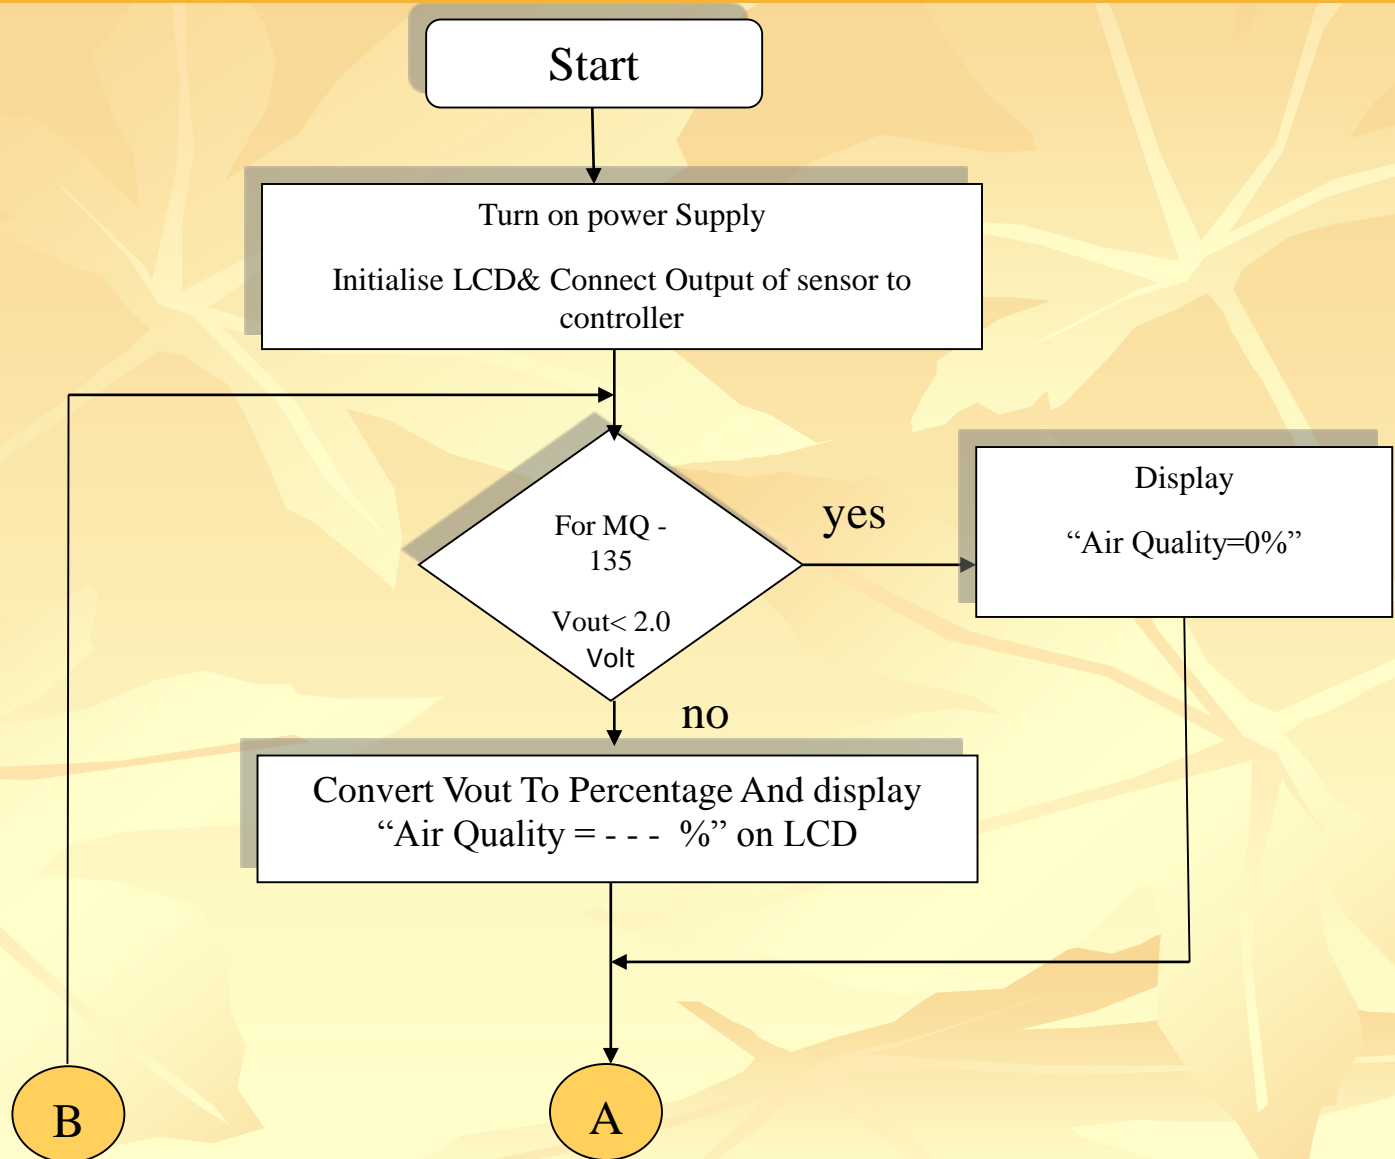 Start
Turn on power Supply
Initialise LCD& Connect Output of sensor to
controller
For MQ -
135
Vout< 2.0
Volt
yes
Display
“Air Quality=0%”
no
Convert Vout To Percentage And display
“Air Quality = - - -  %” on LCD
B
A